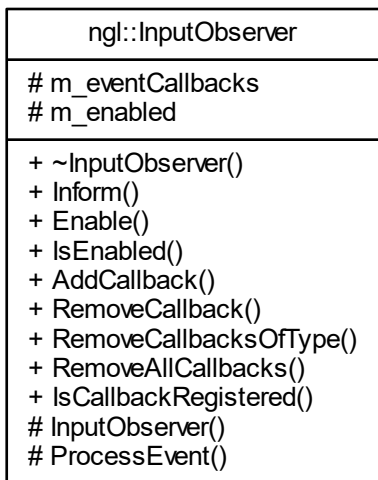 ngl::InputObserver
# m_eventCallbacks
# m_enabled
+ ~InputObserver()
+ Inform()
+ Enable()
+ IsEnabled()
+ AddCallback()
+ RemoveCallback()
+ RemoveCallbacksOfType()
+ RemoveAllCallbacks()
+ IsCallbackRegistered()
# InputObserver()
# ProcessEvent()